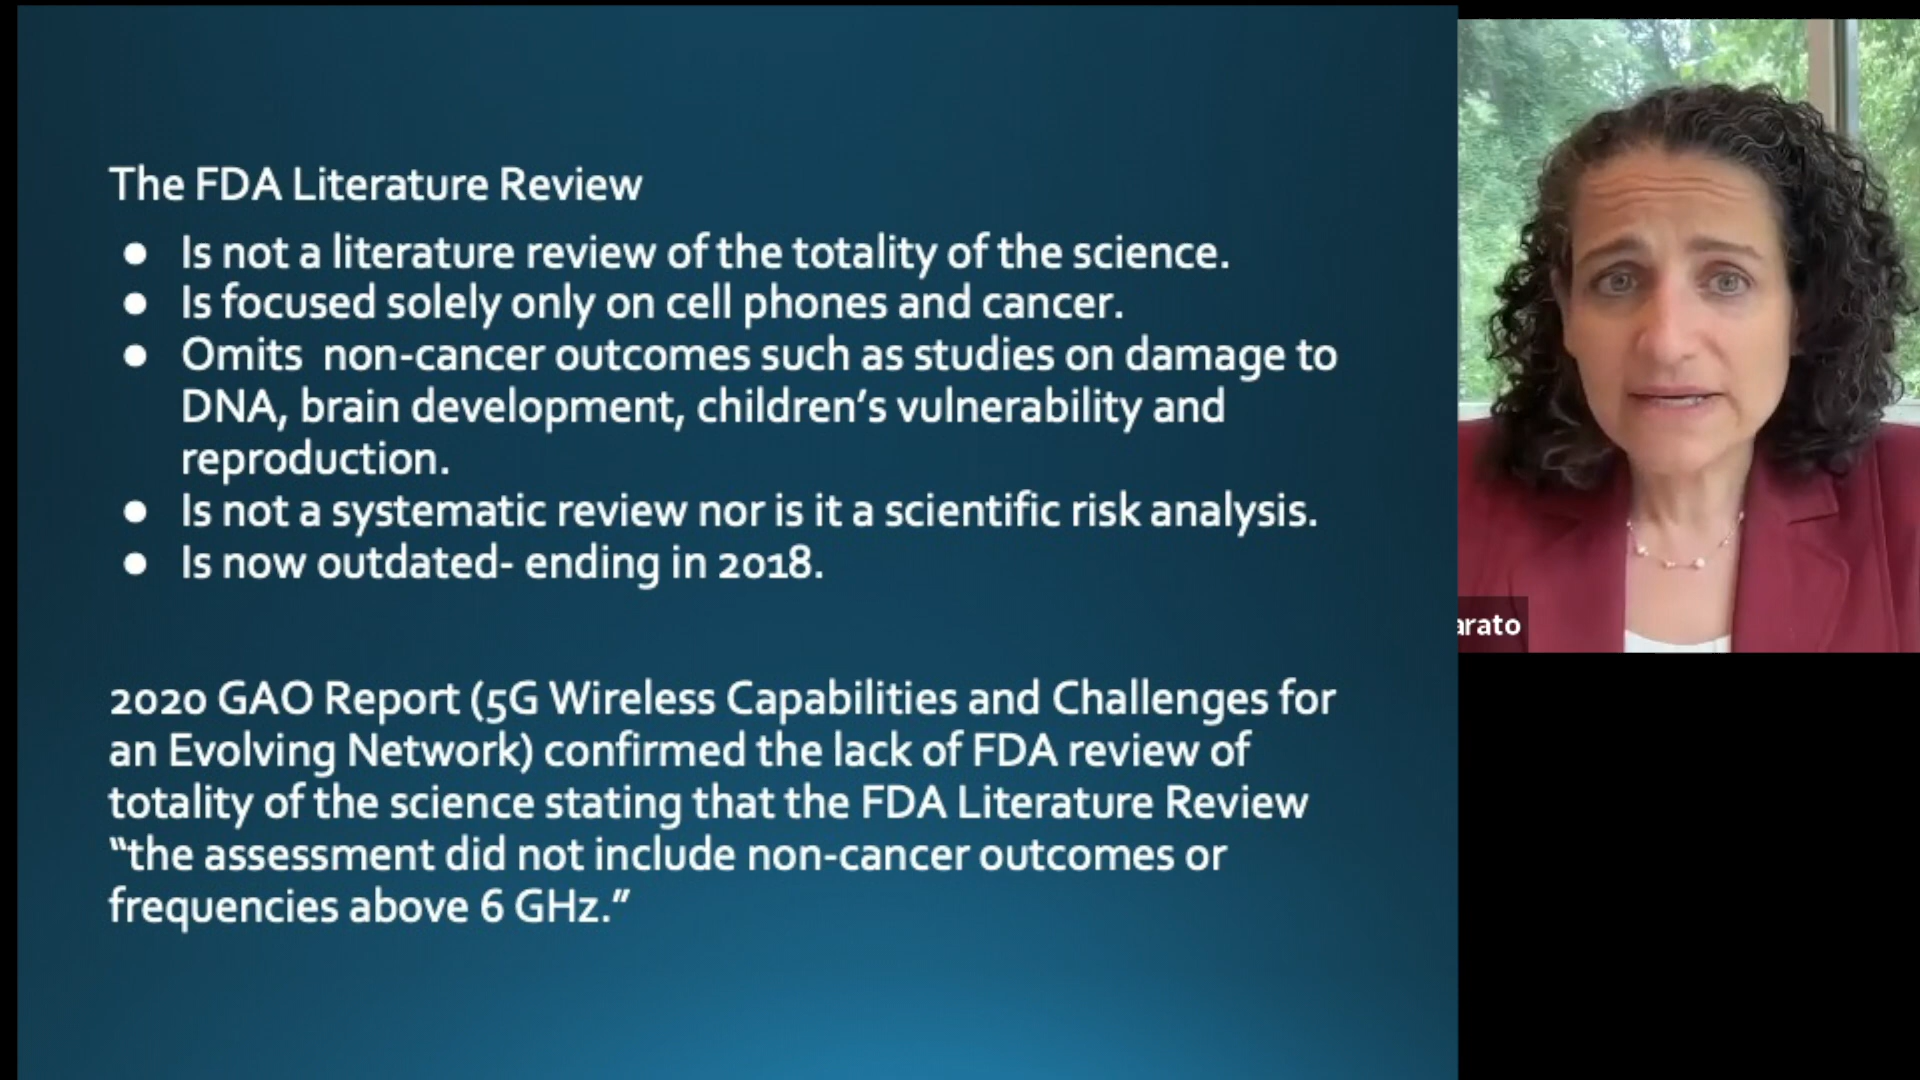 The FDA Literature Review
● Is not a literature review of the totality of the science.
● Is focused solely only on cell phones and cancer.
● Omits  non-cancer outcomes such as studies on damage to
DNA, brain development, children’s vulnerability and
reproduction.
● Is not a systematic review nor is it a scientific risk analysis.
● Is now outdated- ending in 2018.
2020 GAO Report (5G Wireless Capabilities and Challenges for
an Evolving Network) confirmed the lack of FDA review of
totality of the science stating that the FDA Literature Review
“the assessment did not include non-cancer outcomes or
frequencies above 6 GHz.”
arato